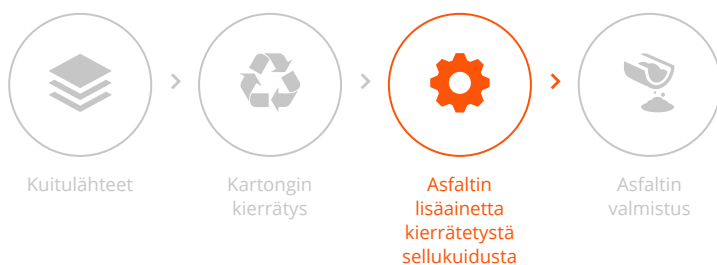 Kuitulähteet
Kartongin
kierrätys
Asfaltin
lisäainetta
kierrätetystä
sellukuidusta
Asfaltin
valmistus